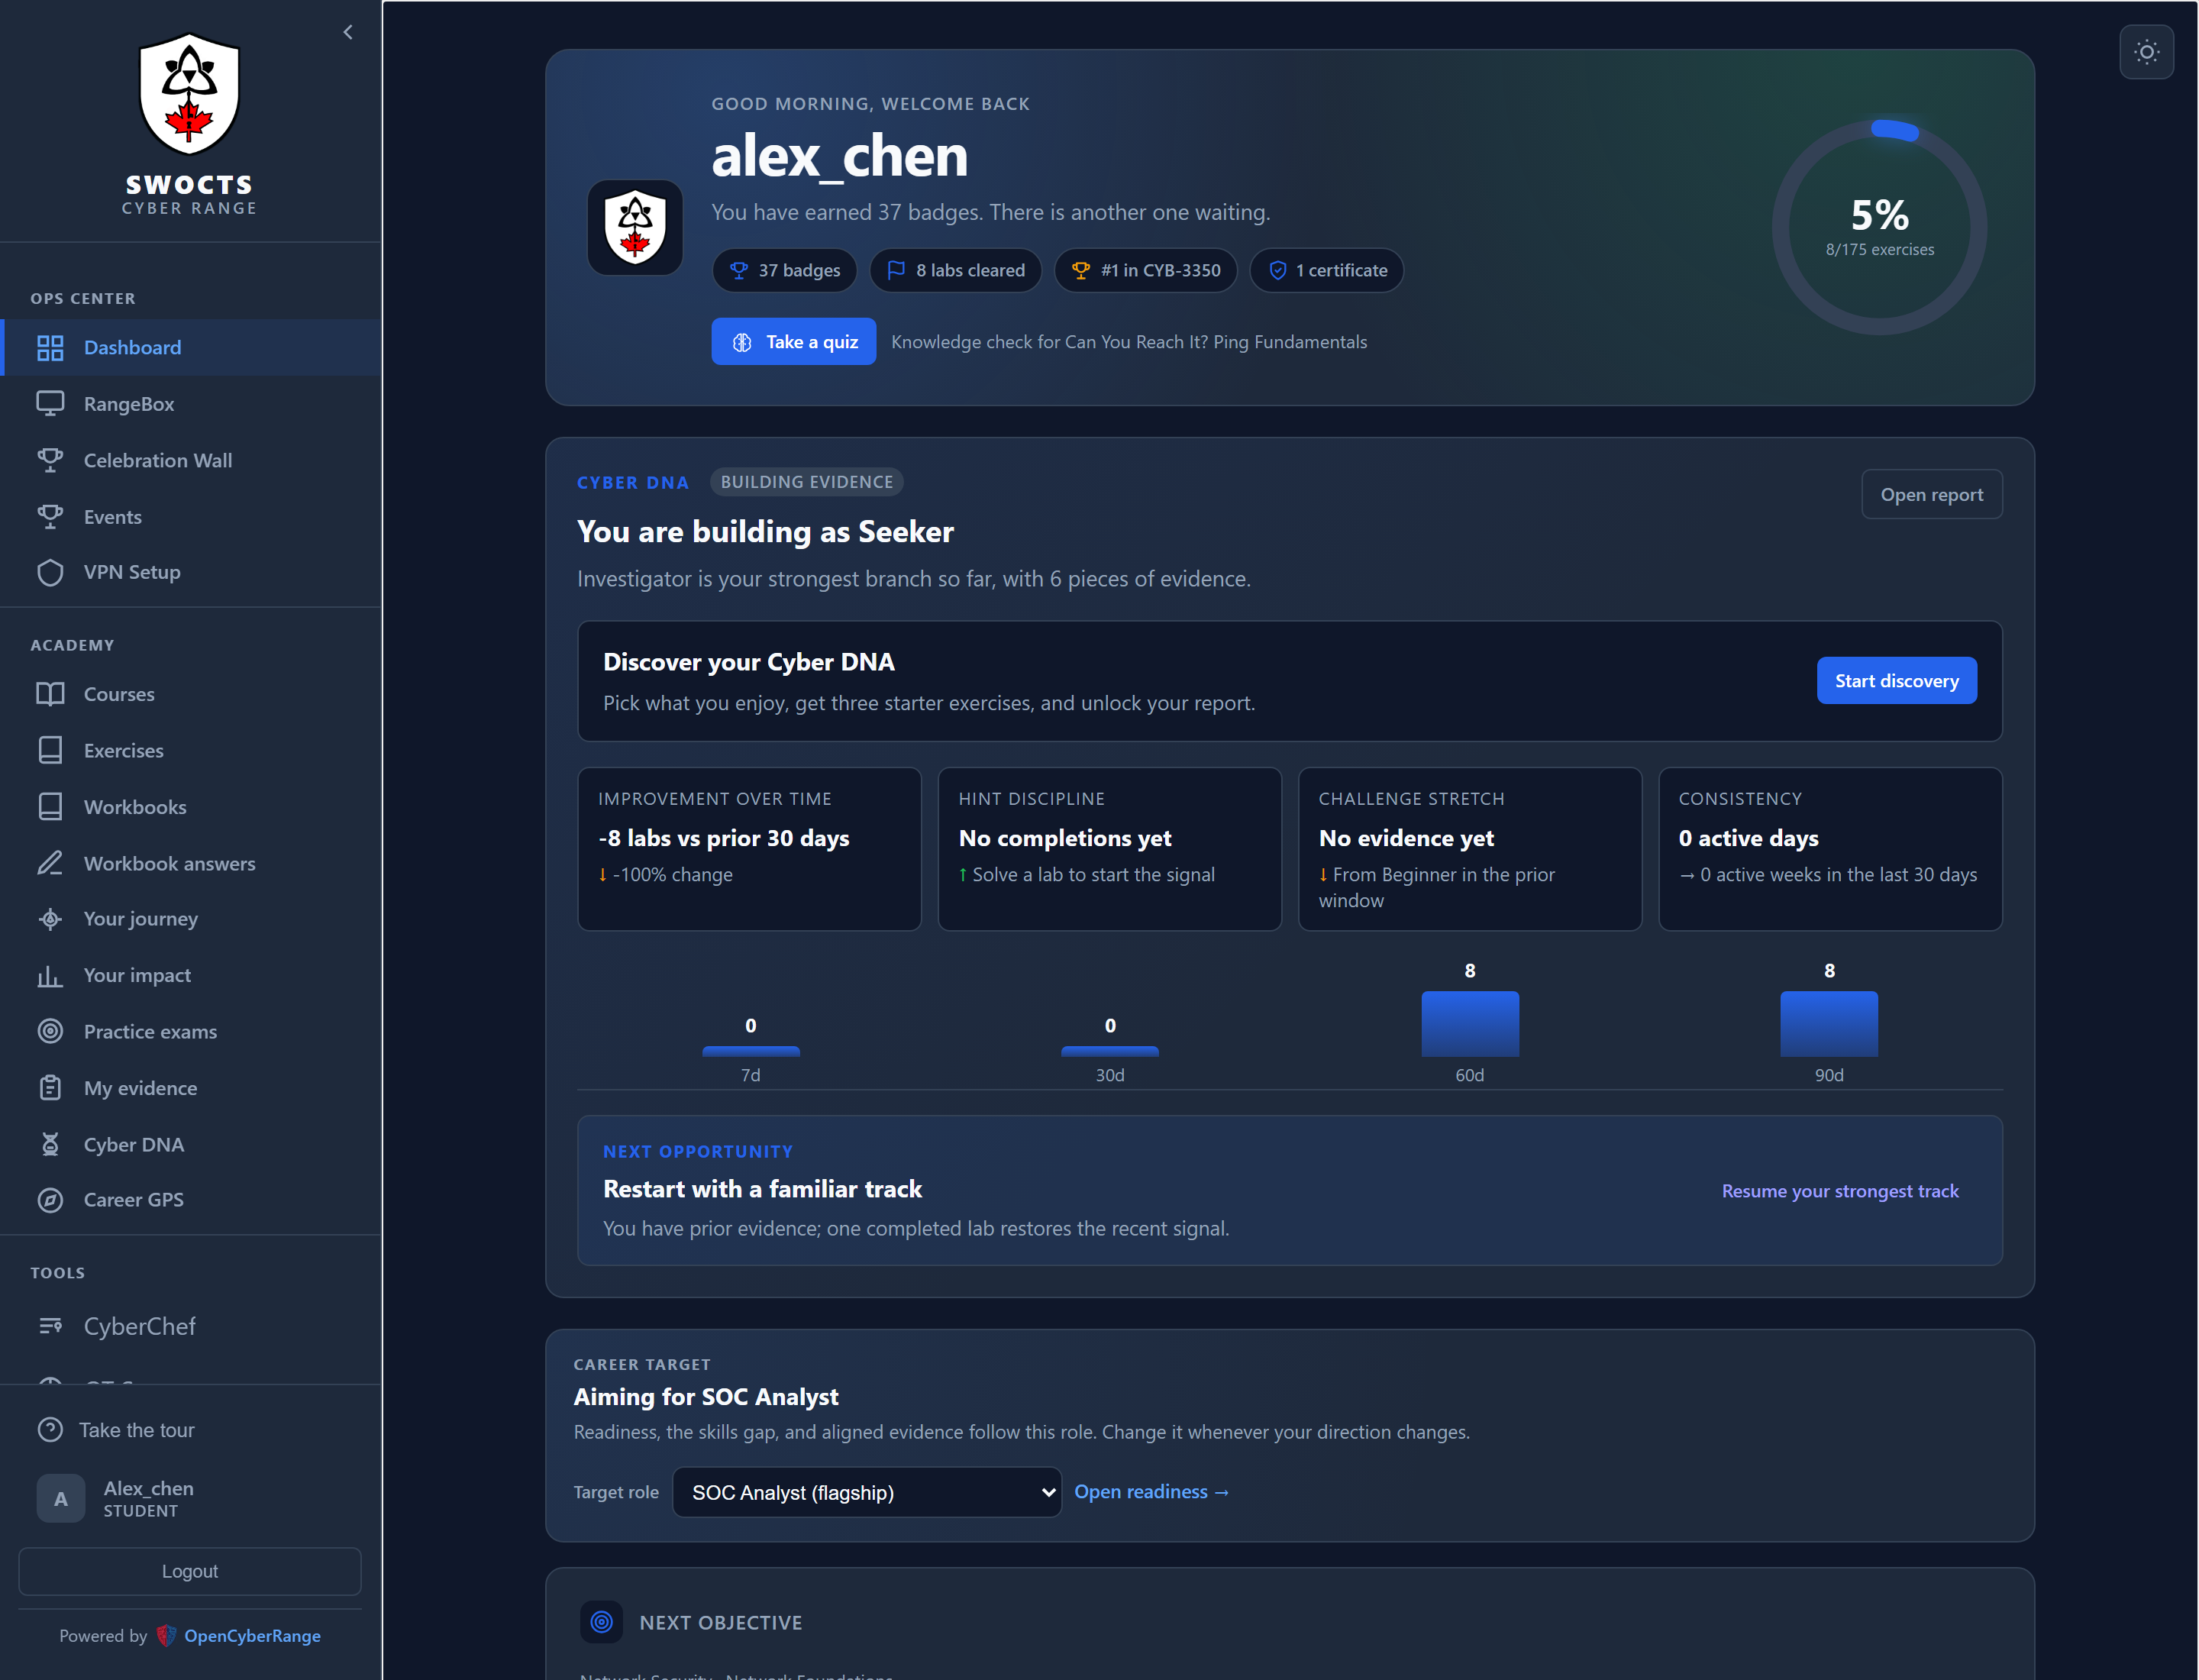 SWOCTS
CYBER RANGE
OPS CENTER
Dashboard
RangeBox
Celebration Wall
Events
VPN Setup
ACADEMY
Courses
Exercises
Workbooks
Workbook answers
Your journey
Your impact
Practice exams
My evidence
Cyber DNA
Career GPS
TOOLS
CyberChef
Take the tour
A
Alex_chen
STUDENT
Logout
Powered by OpenCyberRange
GOOD MORNING, WELCOME BACK
alex_chen
You have earned 37 badges. There is another one waiting.
37 badges
8 labs cleared
#1 in CYB-3350
1 certificate
Take a quiz
Knowledge check for Can You Reach It? Ping Fundamentals
5%
8/175 exercises
CYBER DNA
BUILDING EVIDENCE
Open report
You are building as Seeker
Investigator is your strongest branch so far, with 6 pieces of evidence.
Discover your Cyber DNA
Pick what you enjoy, get three starter exercises, and unlock your report.
Start discovery
IMPROVEMENT OVER TIME
-8 labs vs prior 30 days
↓ -100% change
HINT DISCIPLINE
No completions yet
↑ Solve a lab to start the signal
CHALLENGE STRETCH
No evidence yet
↓ From Beginner in the prior
window
CONSISTENCY
0 active days
→ 0 active weeks in the last 30 days
0
7d
0
30d
8
60d
8
90d
NEXT OPPORTUNITY
Restart with a familiar track
You have prior evidence; one completed lab restores the recent signal.
Resume your strongest track
CAREER TARGET
Aiming for SOC Analyst
Readiness, the skills gap, and aligned evidence follow this role. Change it whenever your direction changes.
Target role
SOC Analyst (flagship)
Open readiness →
NEXT OBJECTIVE
Network Security · Network Foundations